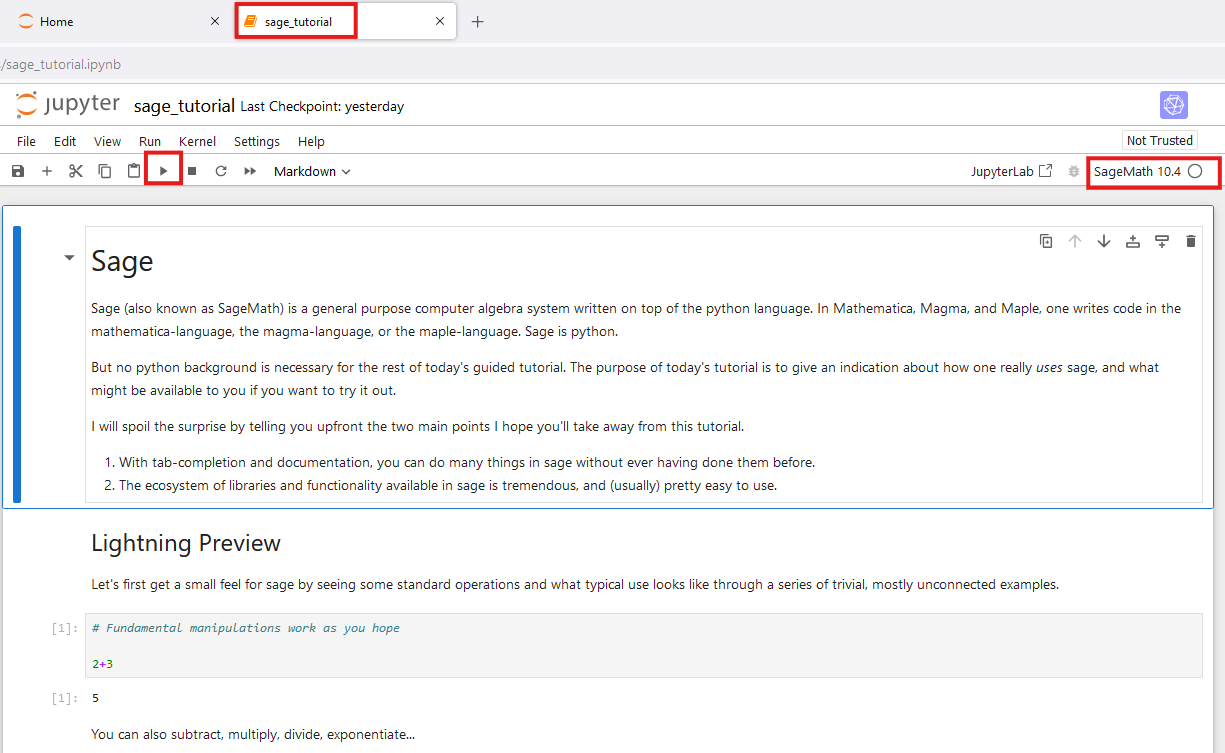 Home
sage_tutorial
/sage_tutorial.ipynb
jupyter sage_tutorial Last Checkpoint: yesterday
File Edit View Run Kernel Settings Help
Not Trusted
Markdown
JupyterLab
SageMath 10.4
Sage
Sage (also known as SageMath) is a general purpose computer algebra system written on top of the python language. In Mathematica, Magma, and Maple, one writes code in the
mathematica-language, the magma-language, or the maple-language. Sage is python.
But no python background is necessary for the rest of today's guided tutorial. The purpose of today's tutorial is to give an indication about how one really uses sage, and what
might be available to you if you want to try it out.
I will spoil the surprise by telling you upfront the two main points I hope you'll take away from this tutorial.
1. With tab-completion and documentation, you can do many things in sage without ever having done them before.
2. The ecosystem of libraries and functionality available in sage is tremendous, and (usually) pretty easy to use.
Lightning Preview
Let's first get a small feel for sage by seeing some standard operations and what typical use looks like through a series of trivial, mostly unconnected examples.
[1]: # Fundamental manipulations work as you hope
2+3
[1]: 5
You can also subtract, multiply, divide, exponentiate...